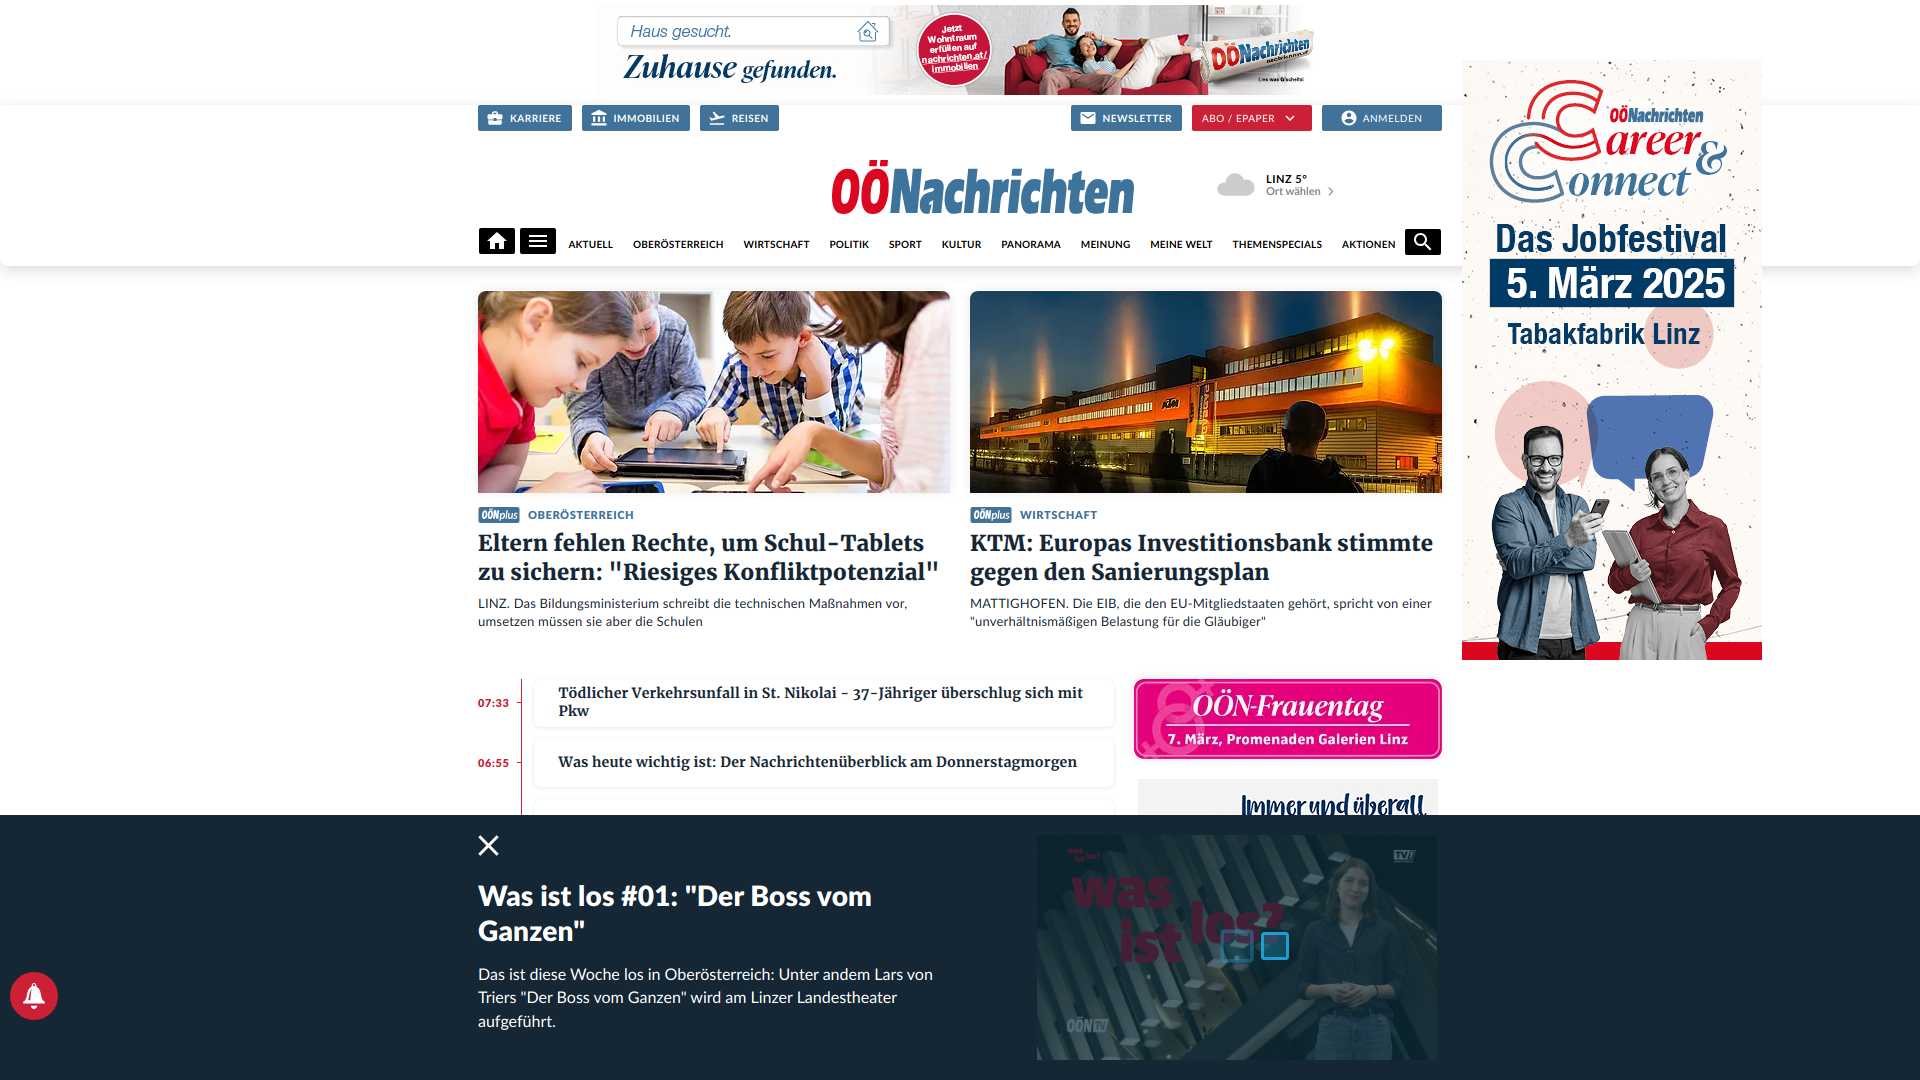 Haus gesucht.
Zuhause gefunden.
Jetzt
Wohntraum
erfüllen auf
nachrichten.at/
immobilien
OÖNachrichten
KARRIERE
IMMOBILIEN
REISEN
NEWSLETTER
ABO / EPAPER
ANMELDEN
OÖNachrichten
LINZ 5°
Ort wählen
AKTUELL
OBERÖSTERREICH
WIRTSCHAFT
POLITIK
SPORT
KULTUR
PANORAMA
MEINUNG
MEINE WELT
THEMENSPECIALS
AKTIONEN
OÖNachrichten
Career &
Connect
Das Jobfestival
5. März 2025
Tabakfabrik Linz
KTM
OÖNplus OBERÖSTERREICH
Eltern fehlen Rechte, um Schul-Tablets
zu sichern: "Riesiges Konfliktpotenzial"
LINZ. Das Bildungsministerium schreibt die technischen Maßnahmen vor,
umsetzen müssen sie aber die Schulen
OÖNplus WIRTSCHAFT
KTM: Europas Investitionsbank stimmte
gegen den Sanierungsplan
MATTIGHOFEN. Die EIB, die den EU-Mitgliedstaaten gehört, spricht von einer
"unverhältnismäßigen Belastung für die Gläubiger"
07:33
Tödlicher Verkehrsunfall in St. Nikolai - 37-Jähriger überschlug sich mit
Pkw
06:55
Was heute wichtig ist: Der Nachrichtenüberblick am Donnerstagmorgen
OÖN-Frauentag
7. März, Promenaden Galerien Linz
Immer und überall
Was ist los #01: "Der Boss vom
Ganzen"
Das ist diese Woche los in Oberösterreich: Unter andem Lars von
Triers "Der Boss vom Ganzen" wird am Linzer Landestheater
aufgeführt.
was
ist los?
TV1
OÖNTV